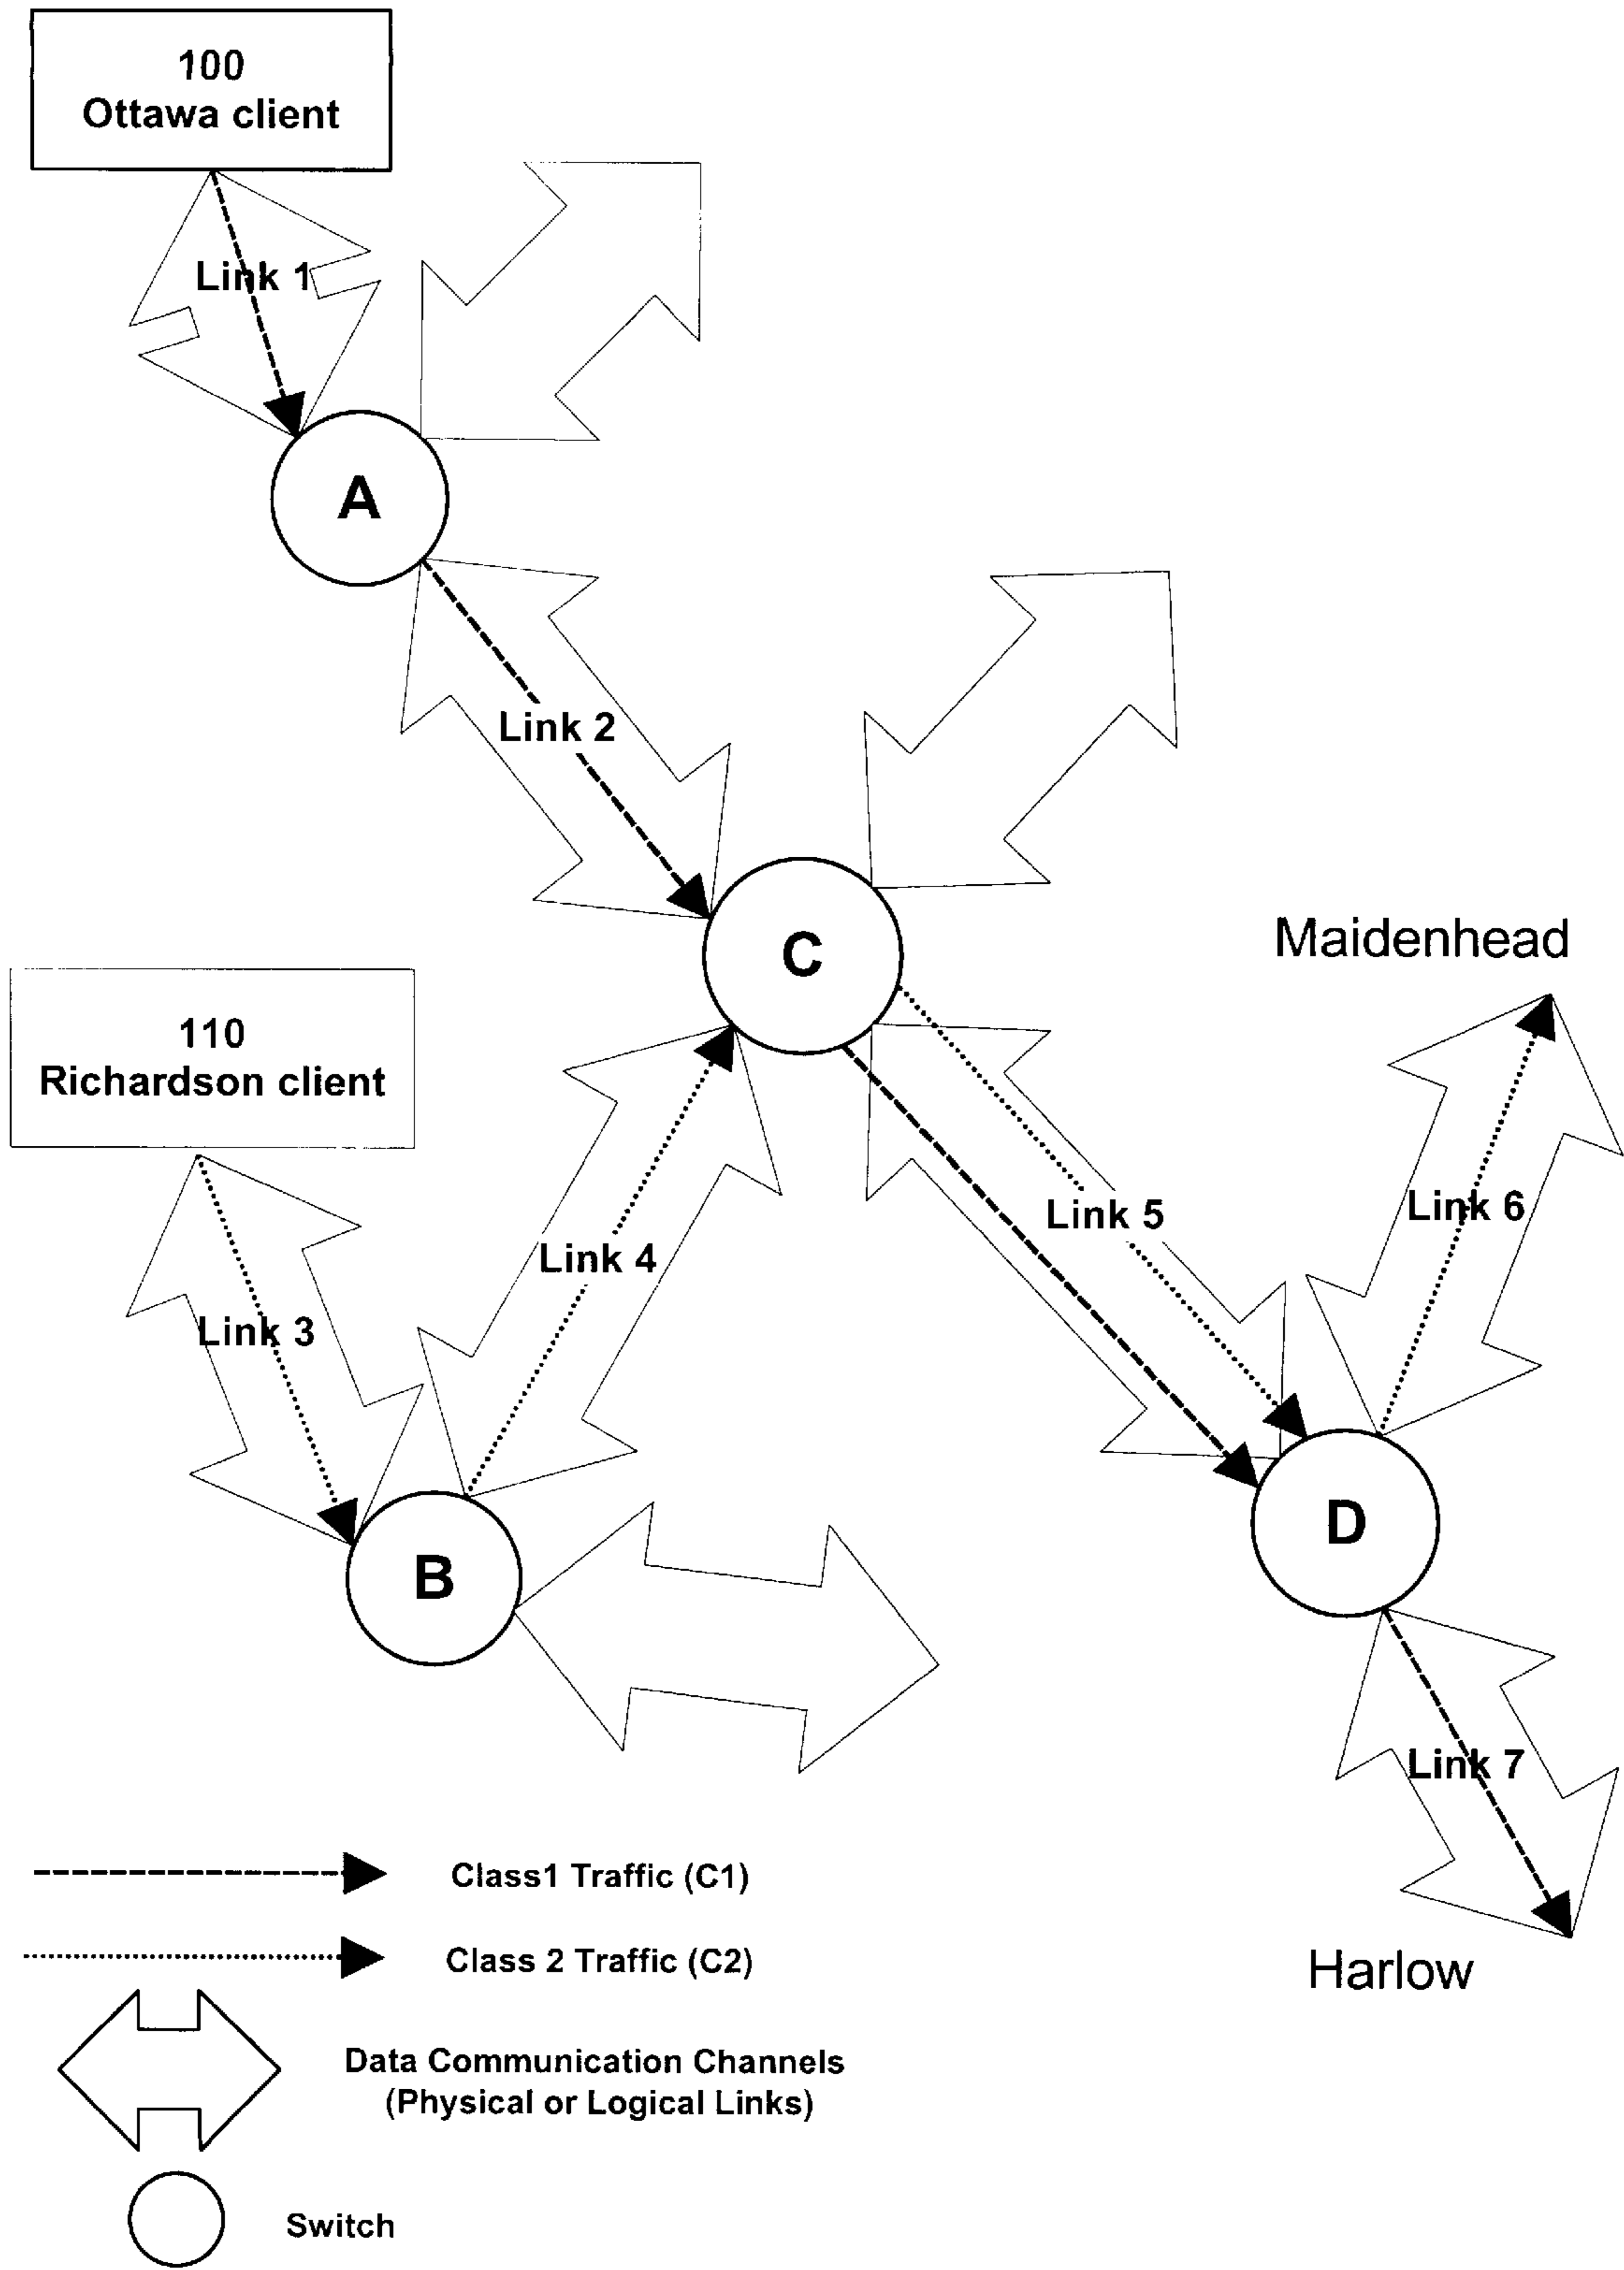 100
Ottawa client
Link 1
A
Link 2
C
Maidenhead
110
Richardson client
Link 5
Link 6
Link 4
Link 3
D
B
Link 7
Class1 Traffic (C1)
Class 2 Traffic (C2)
Harlow
Data Communication Channels
(Physical or Logical Links)
Switch